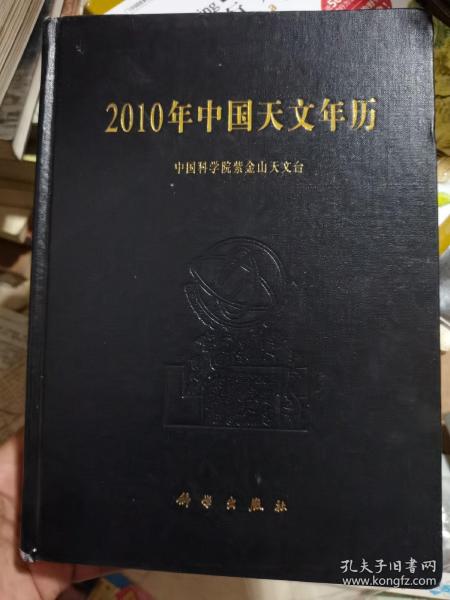 2010年中国天文年历
中国科学院紫金山天文台
科学出版社
孔夫子旧书网
www.kongfz.com